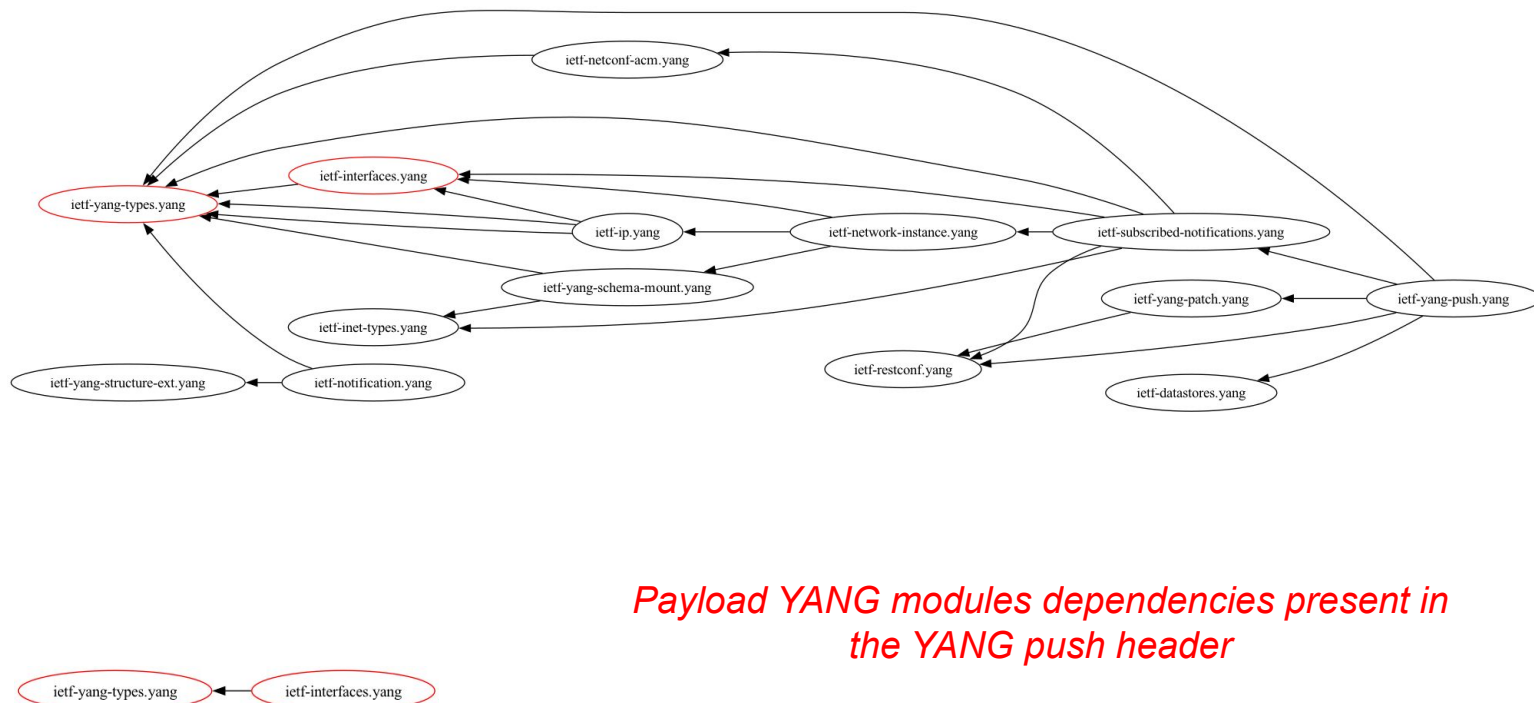 ietf-netconf-acm.yang
ietf-interfaces.yang
ietf-yang-types.yang
ietf-ip.yang
ietf-network-instance.yang
ietf-subscribed-notifications.yang
ietf-yang-schema-mount.yang
ietf-yang-patch.yang
ietf-yang-push.yang
ietf-inet-types.yang
ietf-restconf.yang
ietf-yang-structure-ext.yang
ietf-notification.yang
ietf-datastores.yang
Payload YANG modules dependencies present in
the YANG push header
ietf-yang-types.yang
ietf-interfaces.yang